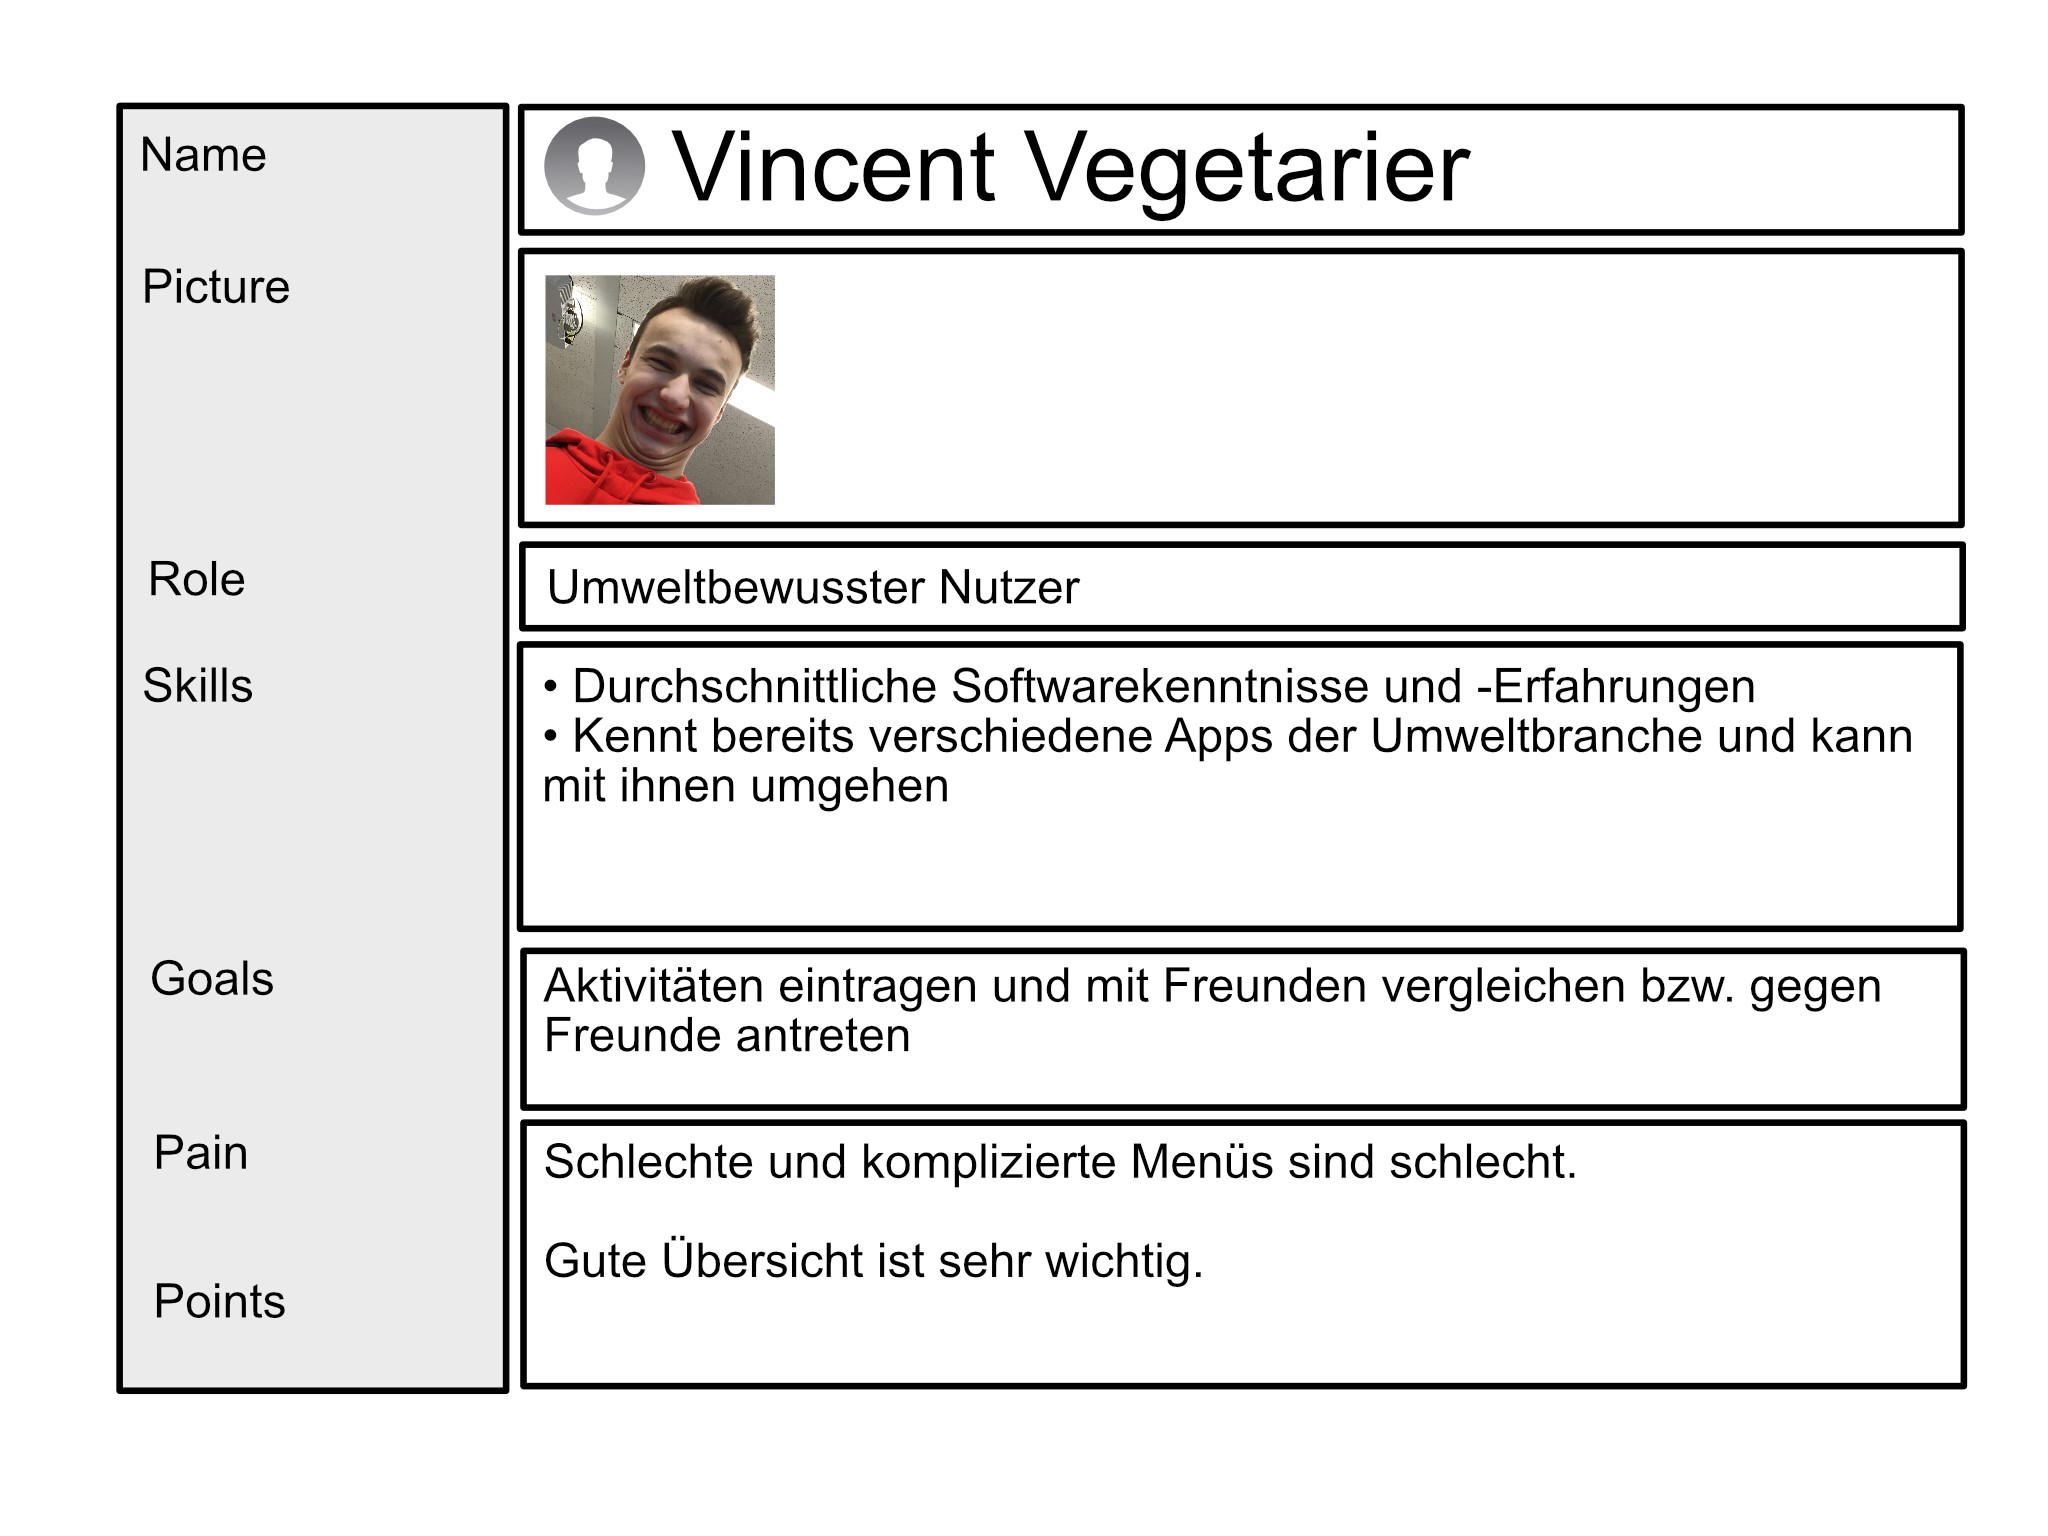 Name
Vincent Vegetarier
Picture
Role
Umweltbewusster Nutzer
Skills
• Durchschnittliche Softwarekenntnisse und -Erfahrungen
• Kennt bereits verschiedene Apps der Umweltbranche und kann
mit ihnen umgehen
Goals
Aktivitäten eintragen und mit Freunden vergleichen bzw. gegen
Freunde antreten
Pain
Points
Schlechte und komplizierte Menüs sind schlecht.
Gute Übersicht ist sehr wichtig.